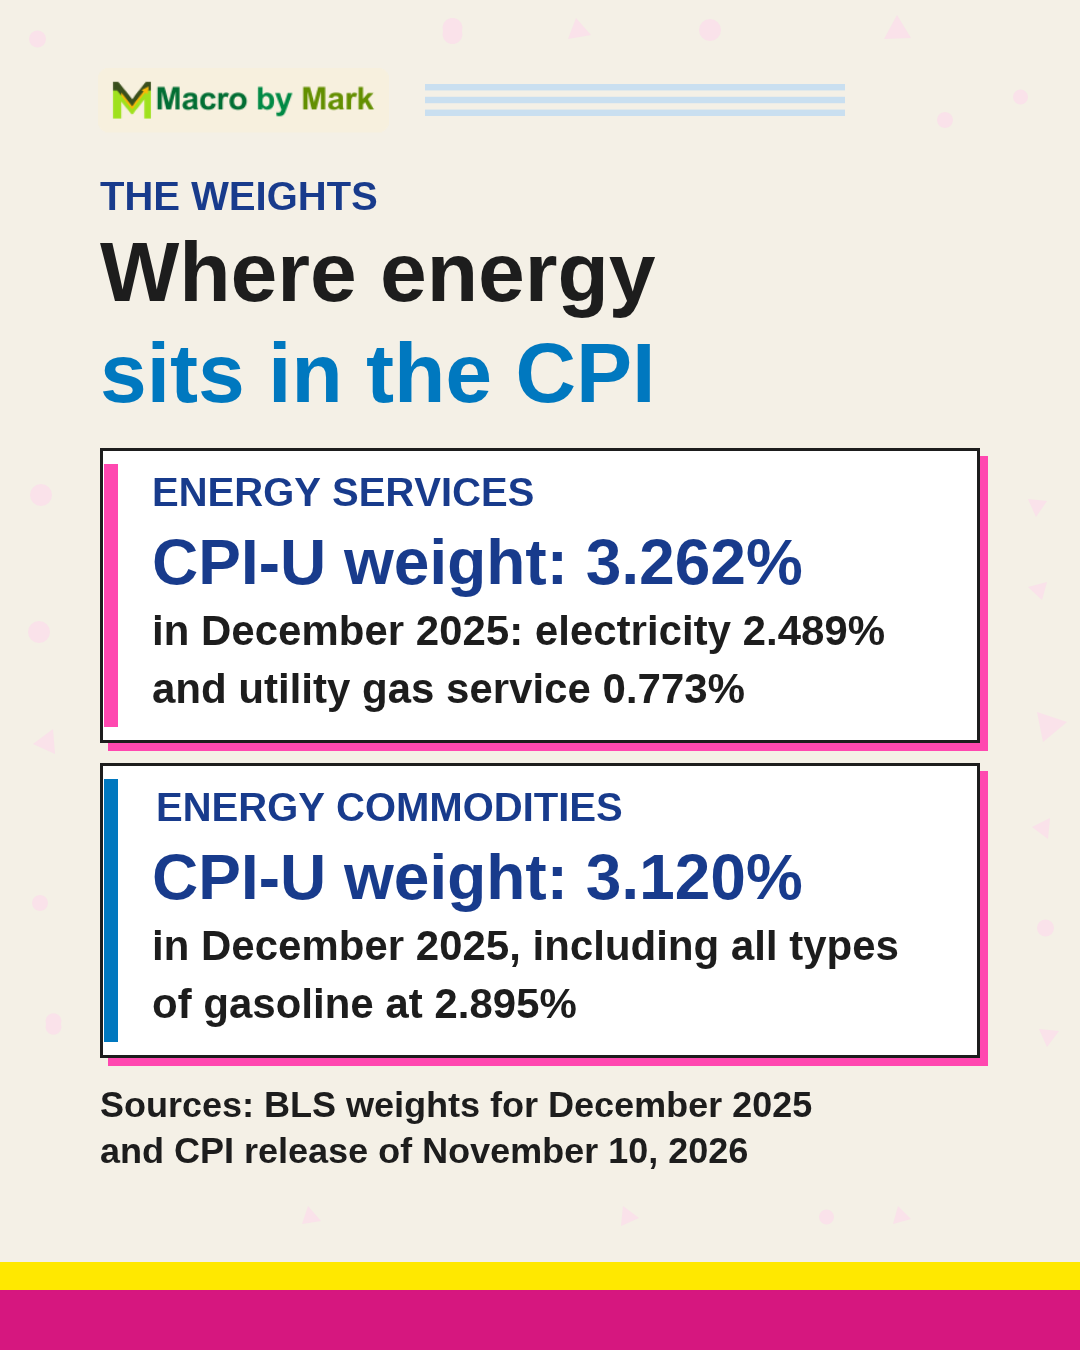 Macro by Mark
THE WEIGHTS
Where energy
sits in the CPI
ENERGY SERVICES
CPI-U weight: 3.262%
in December 2025: electricity 2.489%
and utility gas service 0.773%
ENERGY COMMODITIES
CPI-U weight: 3.120%
in December 2025, including all types
of gasoline at 2.895%
Sources: BLS weights for December 2025
and CPI release of November 10, 2026